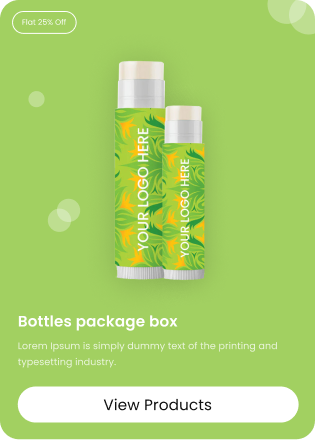 Flat 25% Off
YOUR LOGO HERE
YOUR LOGO HERE
Bottles package box
Lorem Ipsum is simply dummy text of the printing and
typesetting industry.
View Products